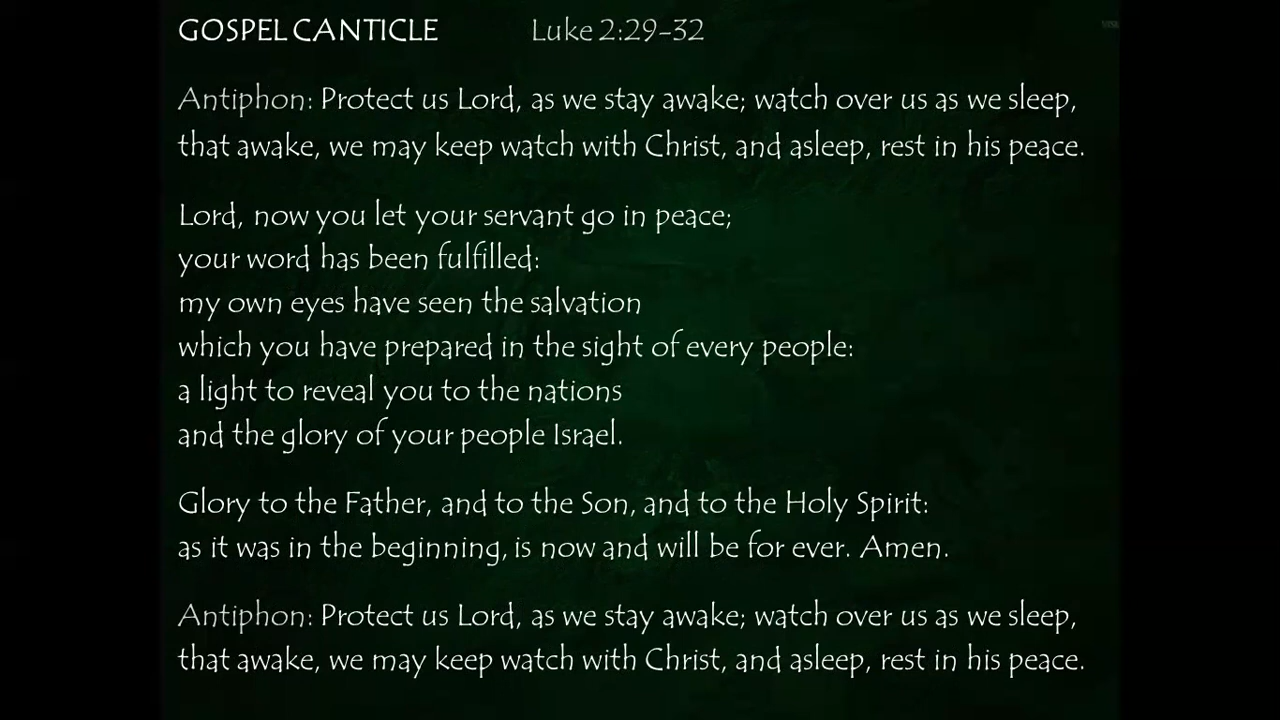 GOSPEL CANTICLE Luke 2:29-32
Antiphon: Protect us Lord, as we stay awake; watch over us as we sleep,
that awake, we may keep watch with Christ, and asleep, rest in his peace.
Lord, now you let your servant go in peace;
your word has been fulfilled:
my own eyes have seen the salvation
which you have prepared in the sight of every people:
a light to reveal you to the nations
and the glory of your people Israel.
Glory to the Father, and to the Son, and to the Holy Spirit:
as it was in the beginning, is now and will be for ever. Amen.
Antiphon: Protect us Lord, as we stay awake; watch over us as we sleep,
that awake, we may keep watch with Christ, and asleep, rest in his peace.